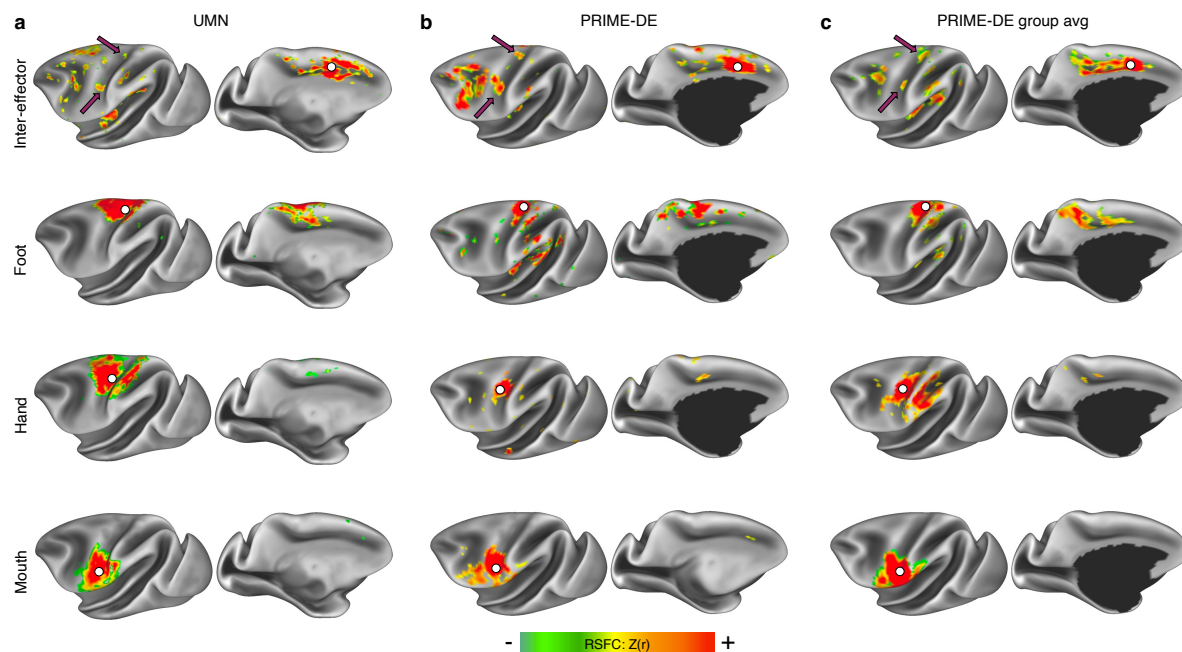 a UMN b PRIME-DE c PRIME-DE group avg
Inter-effector
Foot
Hand
Mouth
- RSFC: Z(r) +